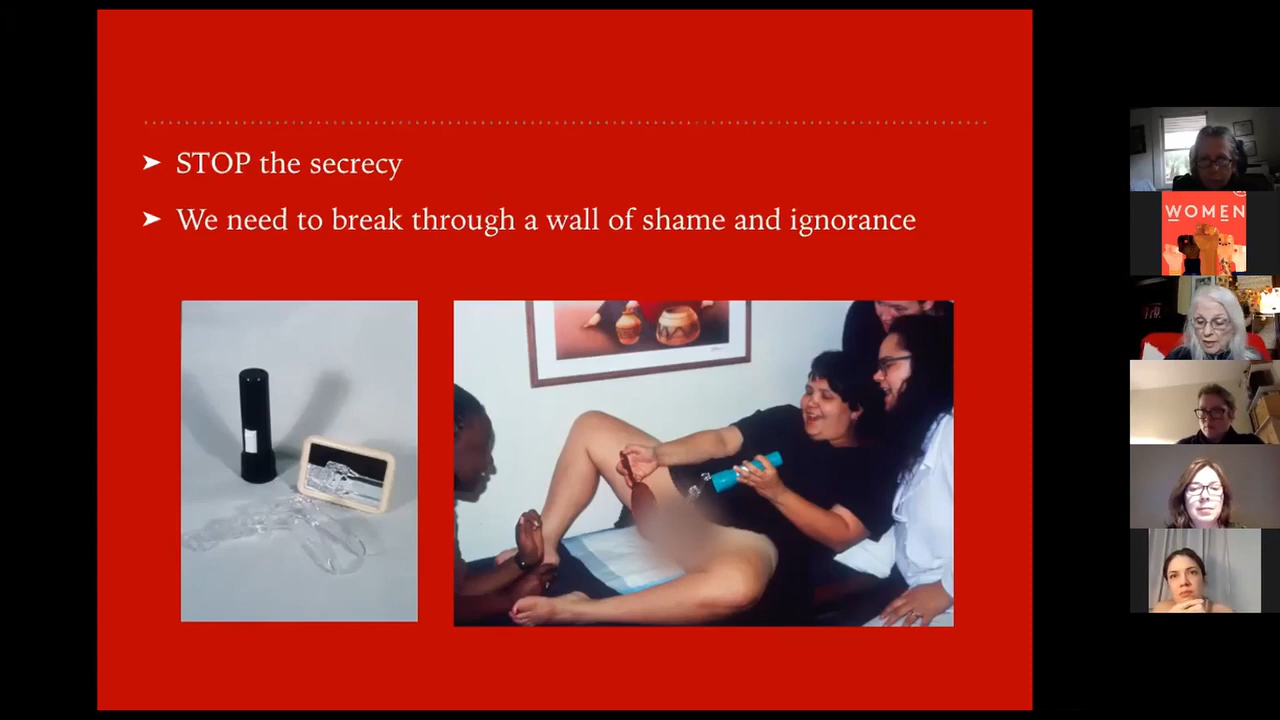 ➤ STOP the secrecy
➤ We need to break through a wall of shame and ignorance
WOMEN